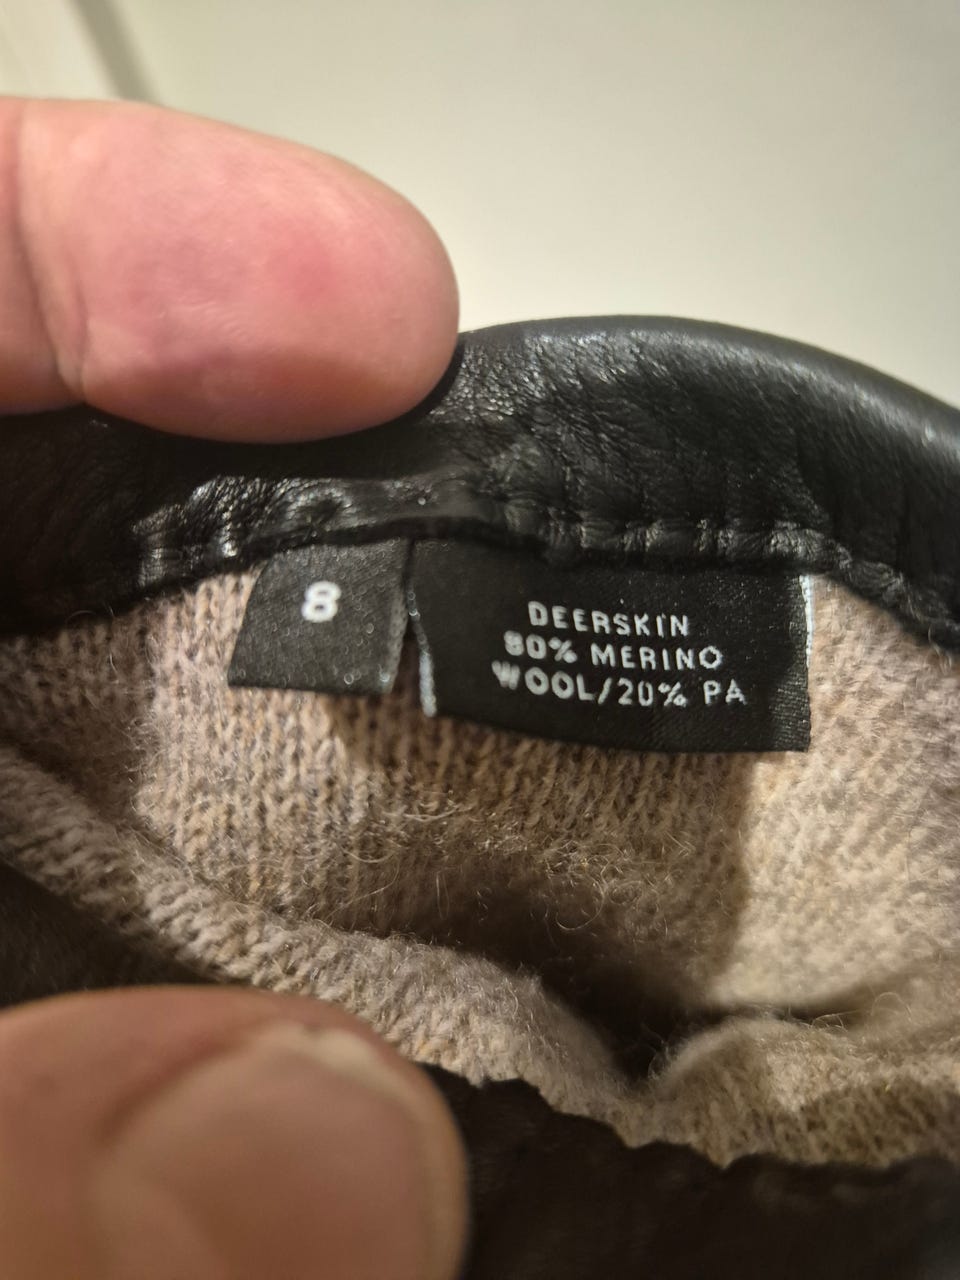 8
DEERSKIN
80% MERINO
WOOL/20% PA